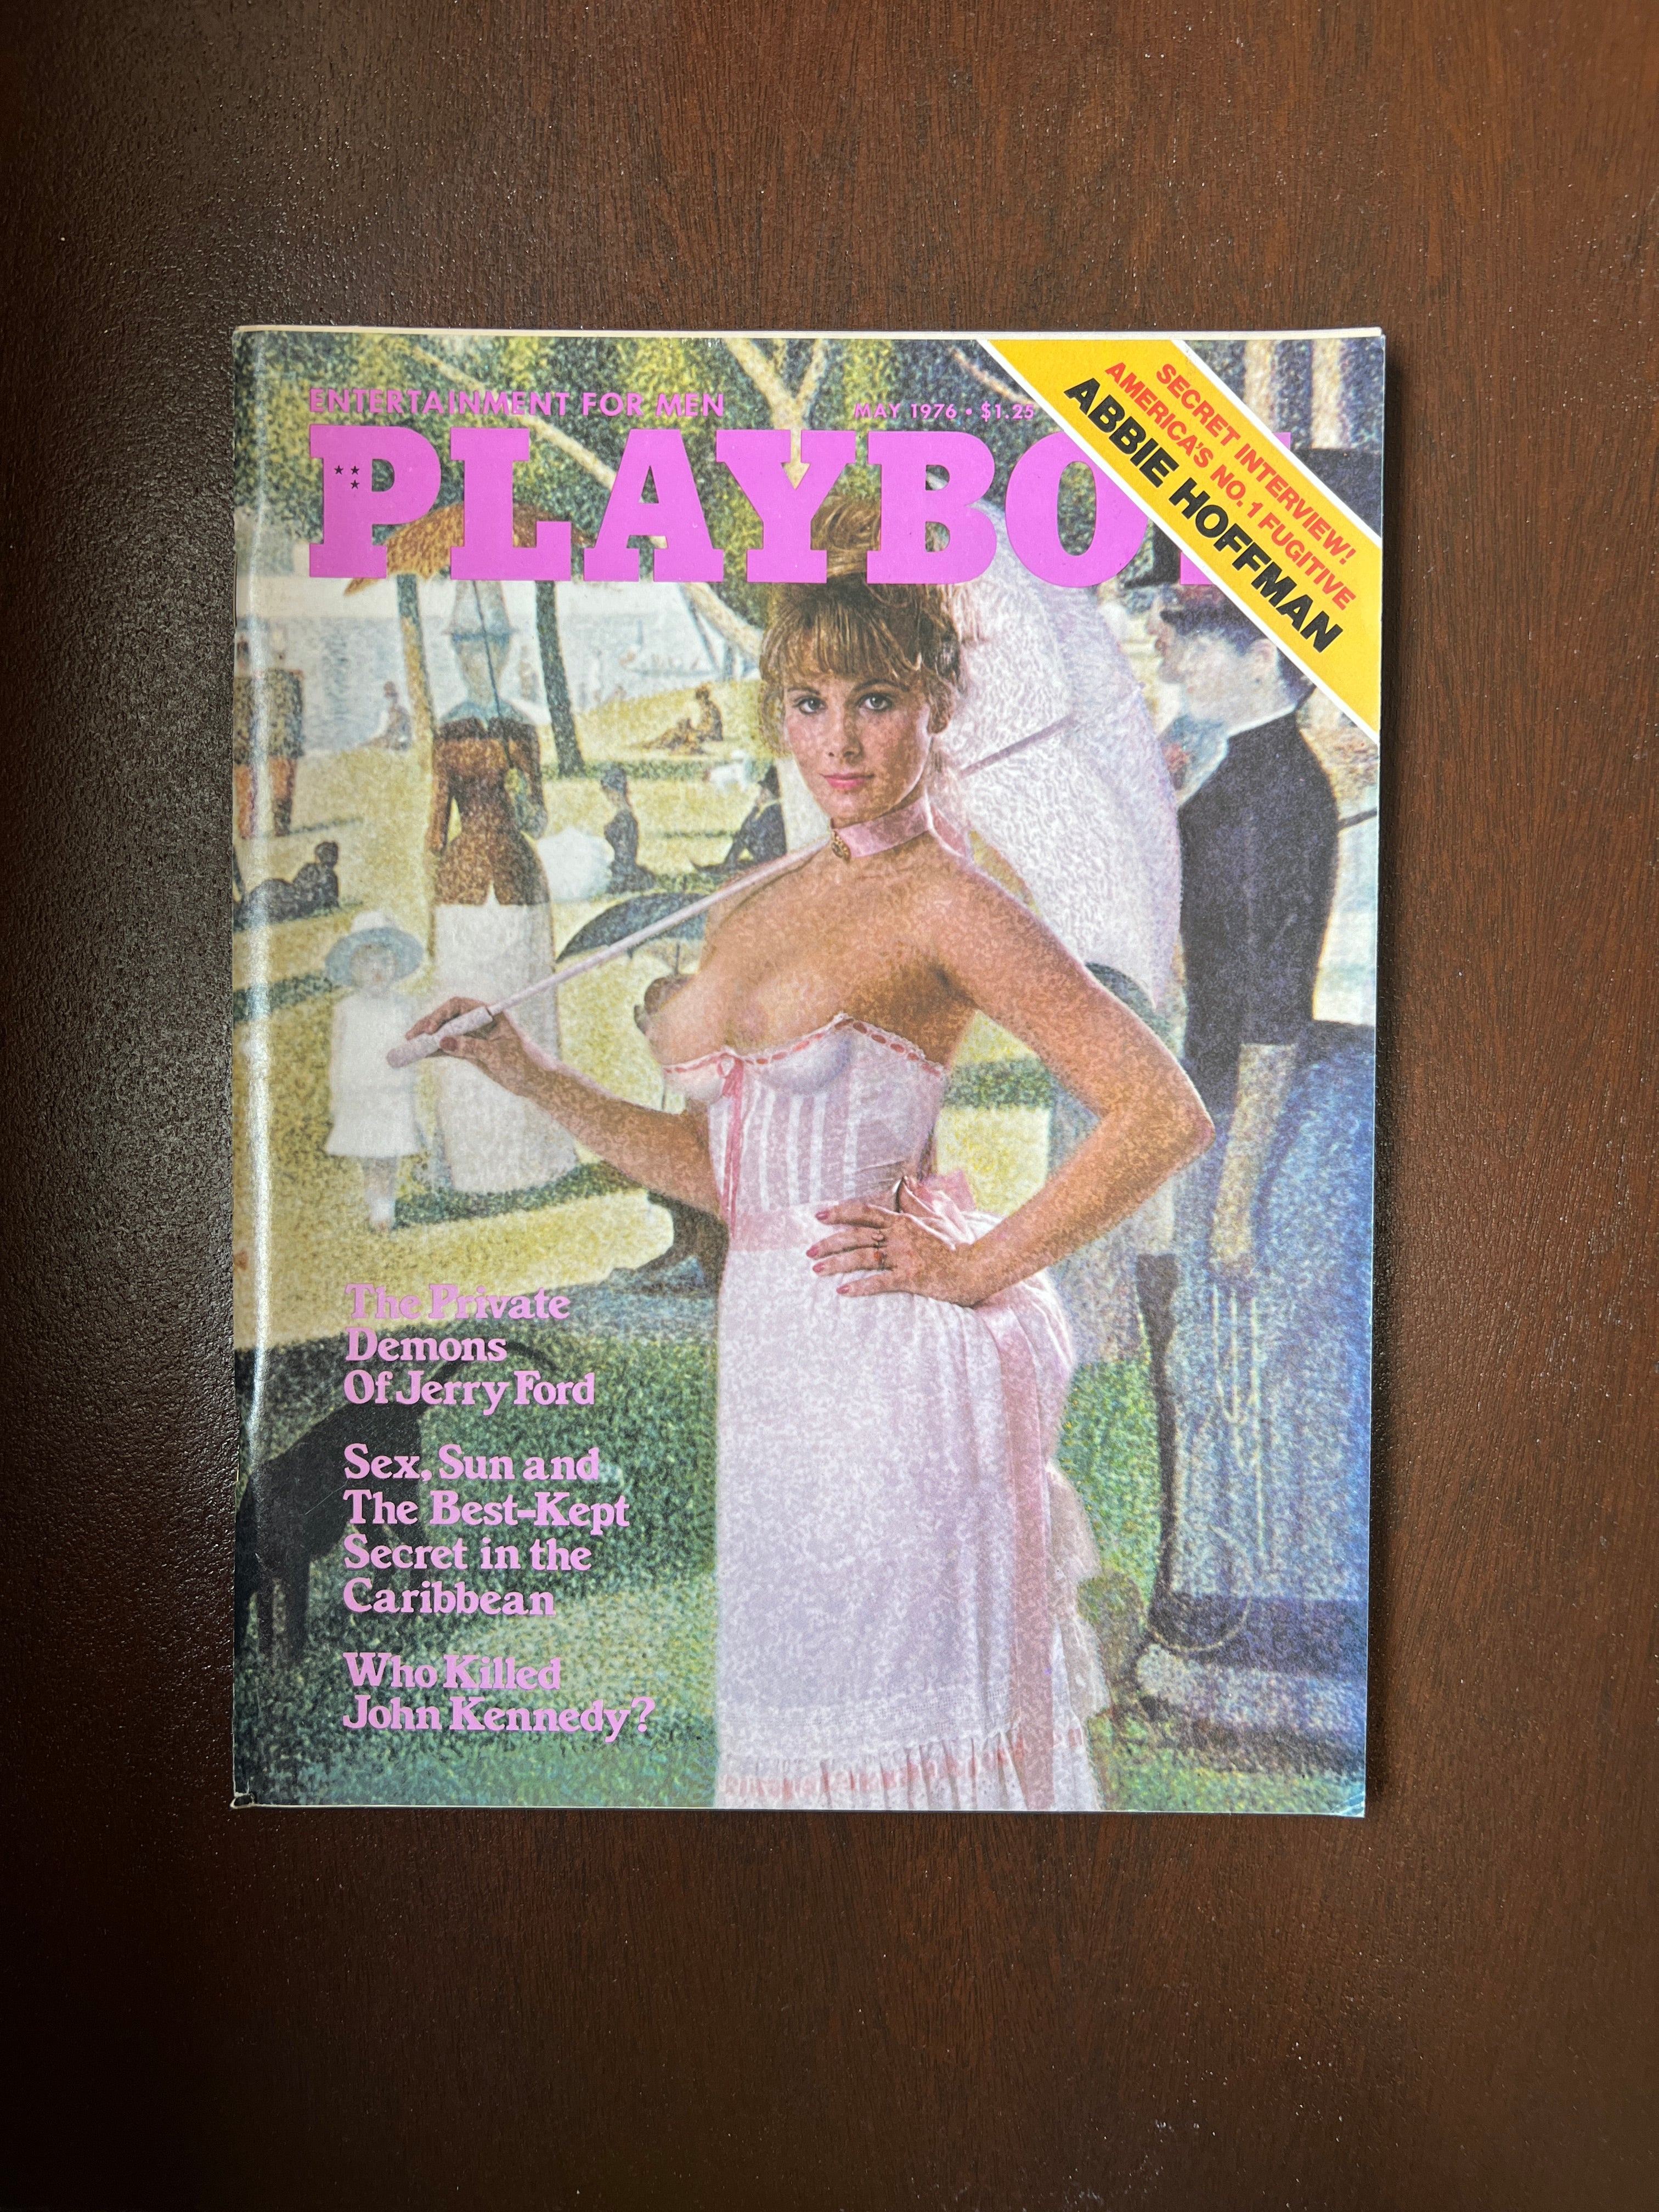 ENTERTAINMENT FOR MEN
MAY 1976 • $1.25
PLAYBOY
SECRET INTERVIEW!
AMERICA'S NO. 1 FUGITIVE
ABBIE HOFFMAN
The Private
Demons
Of Jerry Ford
Sex, Sun and
The Best-Kept
Secret in the
Caribbean
Who Killed
John Kennedy?